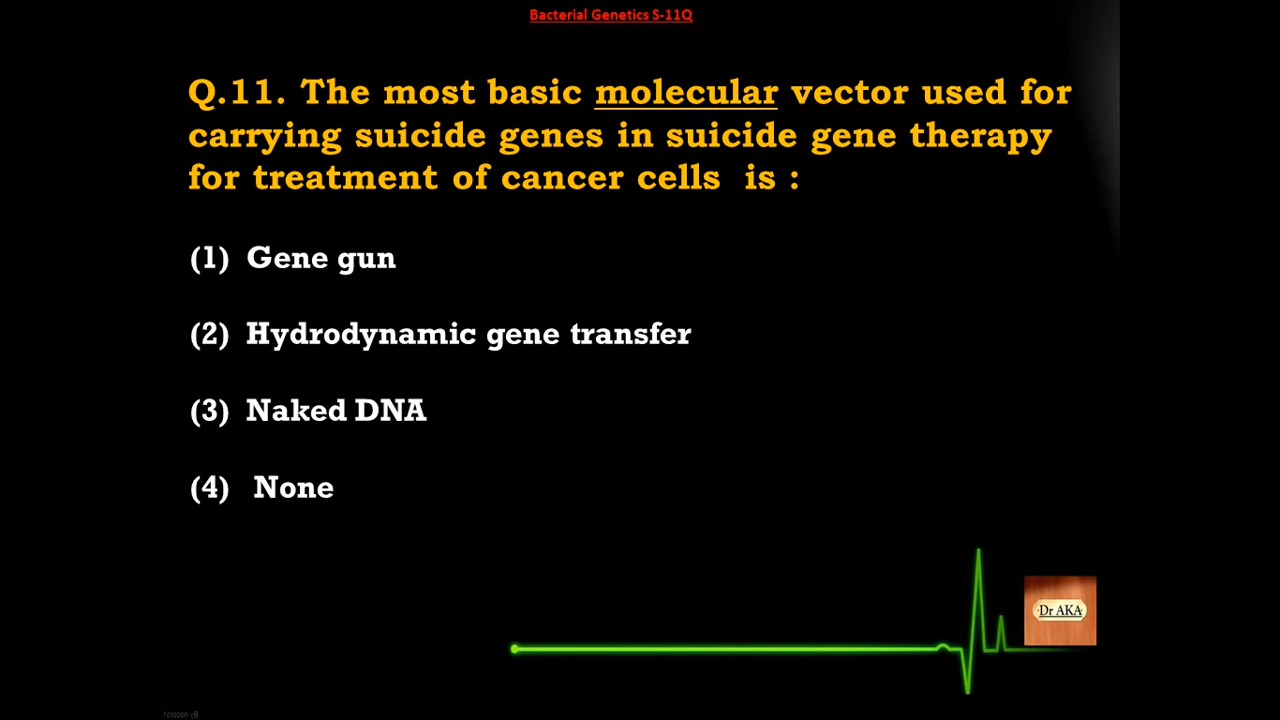 Bacterial Genetics S-11Q
Q.11. The most basic molecular vector used for
carrying suicide genes in suicide gene therapy
for treatment of cancer cells is :
(1) Gene gun
(2) Hydrodynamic gene transfer
(3) Naked DNA
(4) None
Dr AKA